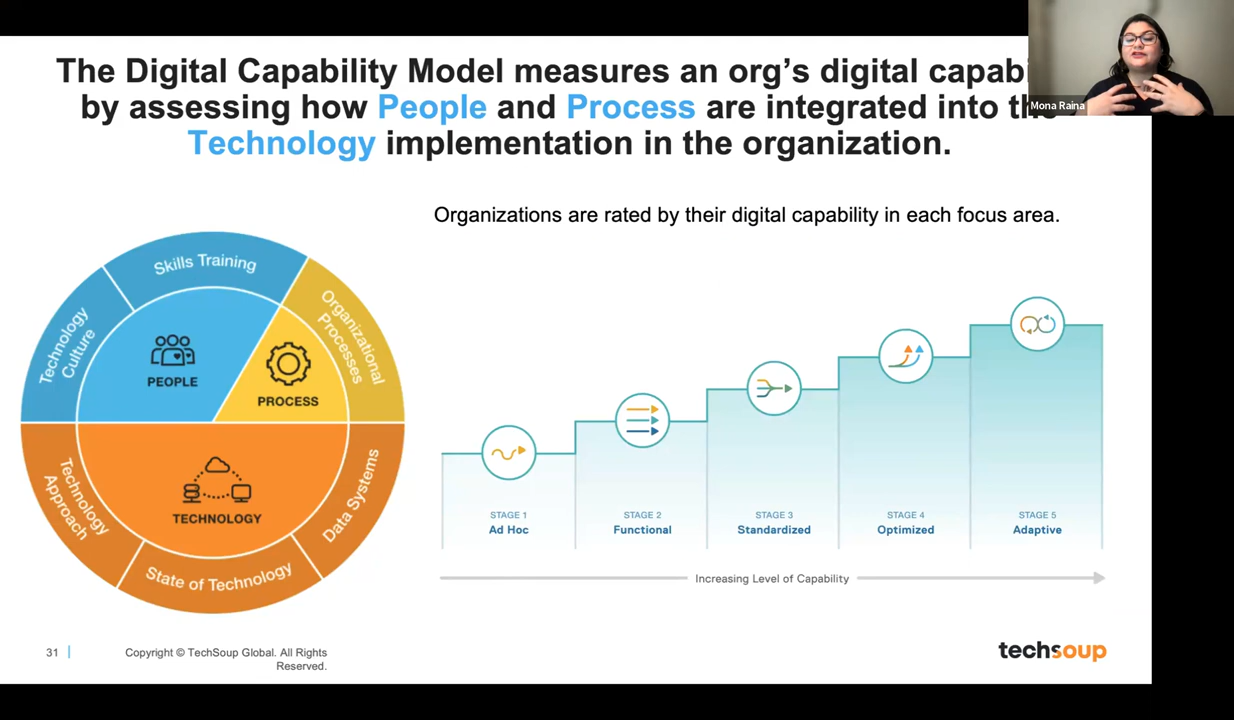 The Digital Capability Model measures an org's digital
by assessing how People and Process are integrated into
Technology implementation in the organization.
Mona Raina
Organizations are rated by their digital capability in each focus area.
Skills Training
Technology
Culture
Organizational
Processes
PEOPLE
PROCESS
TECHNOLOGY
Technology
Approach
State of Technology
Data Systems
STAGE 1
Ad Hoc
STAGE 2
Functional
STAGE 3
Standardized
STAGE 4
Optimized
STAGE 5
Adaptive
Increasing Level of Capability
31
Copyright © TechSoup Global. All Rights
Reserved.
techsoup